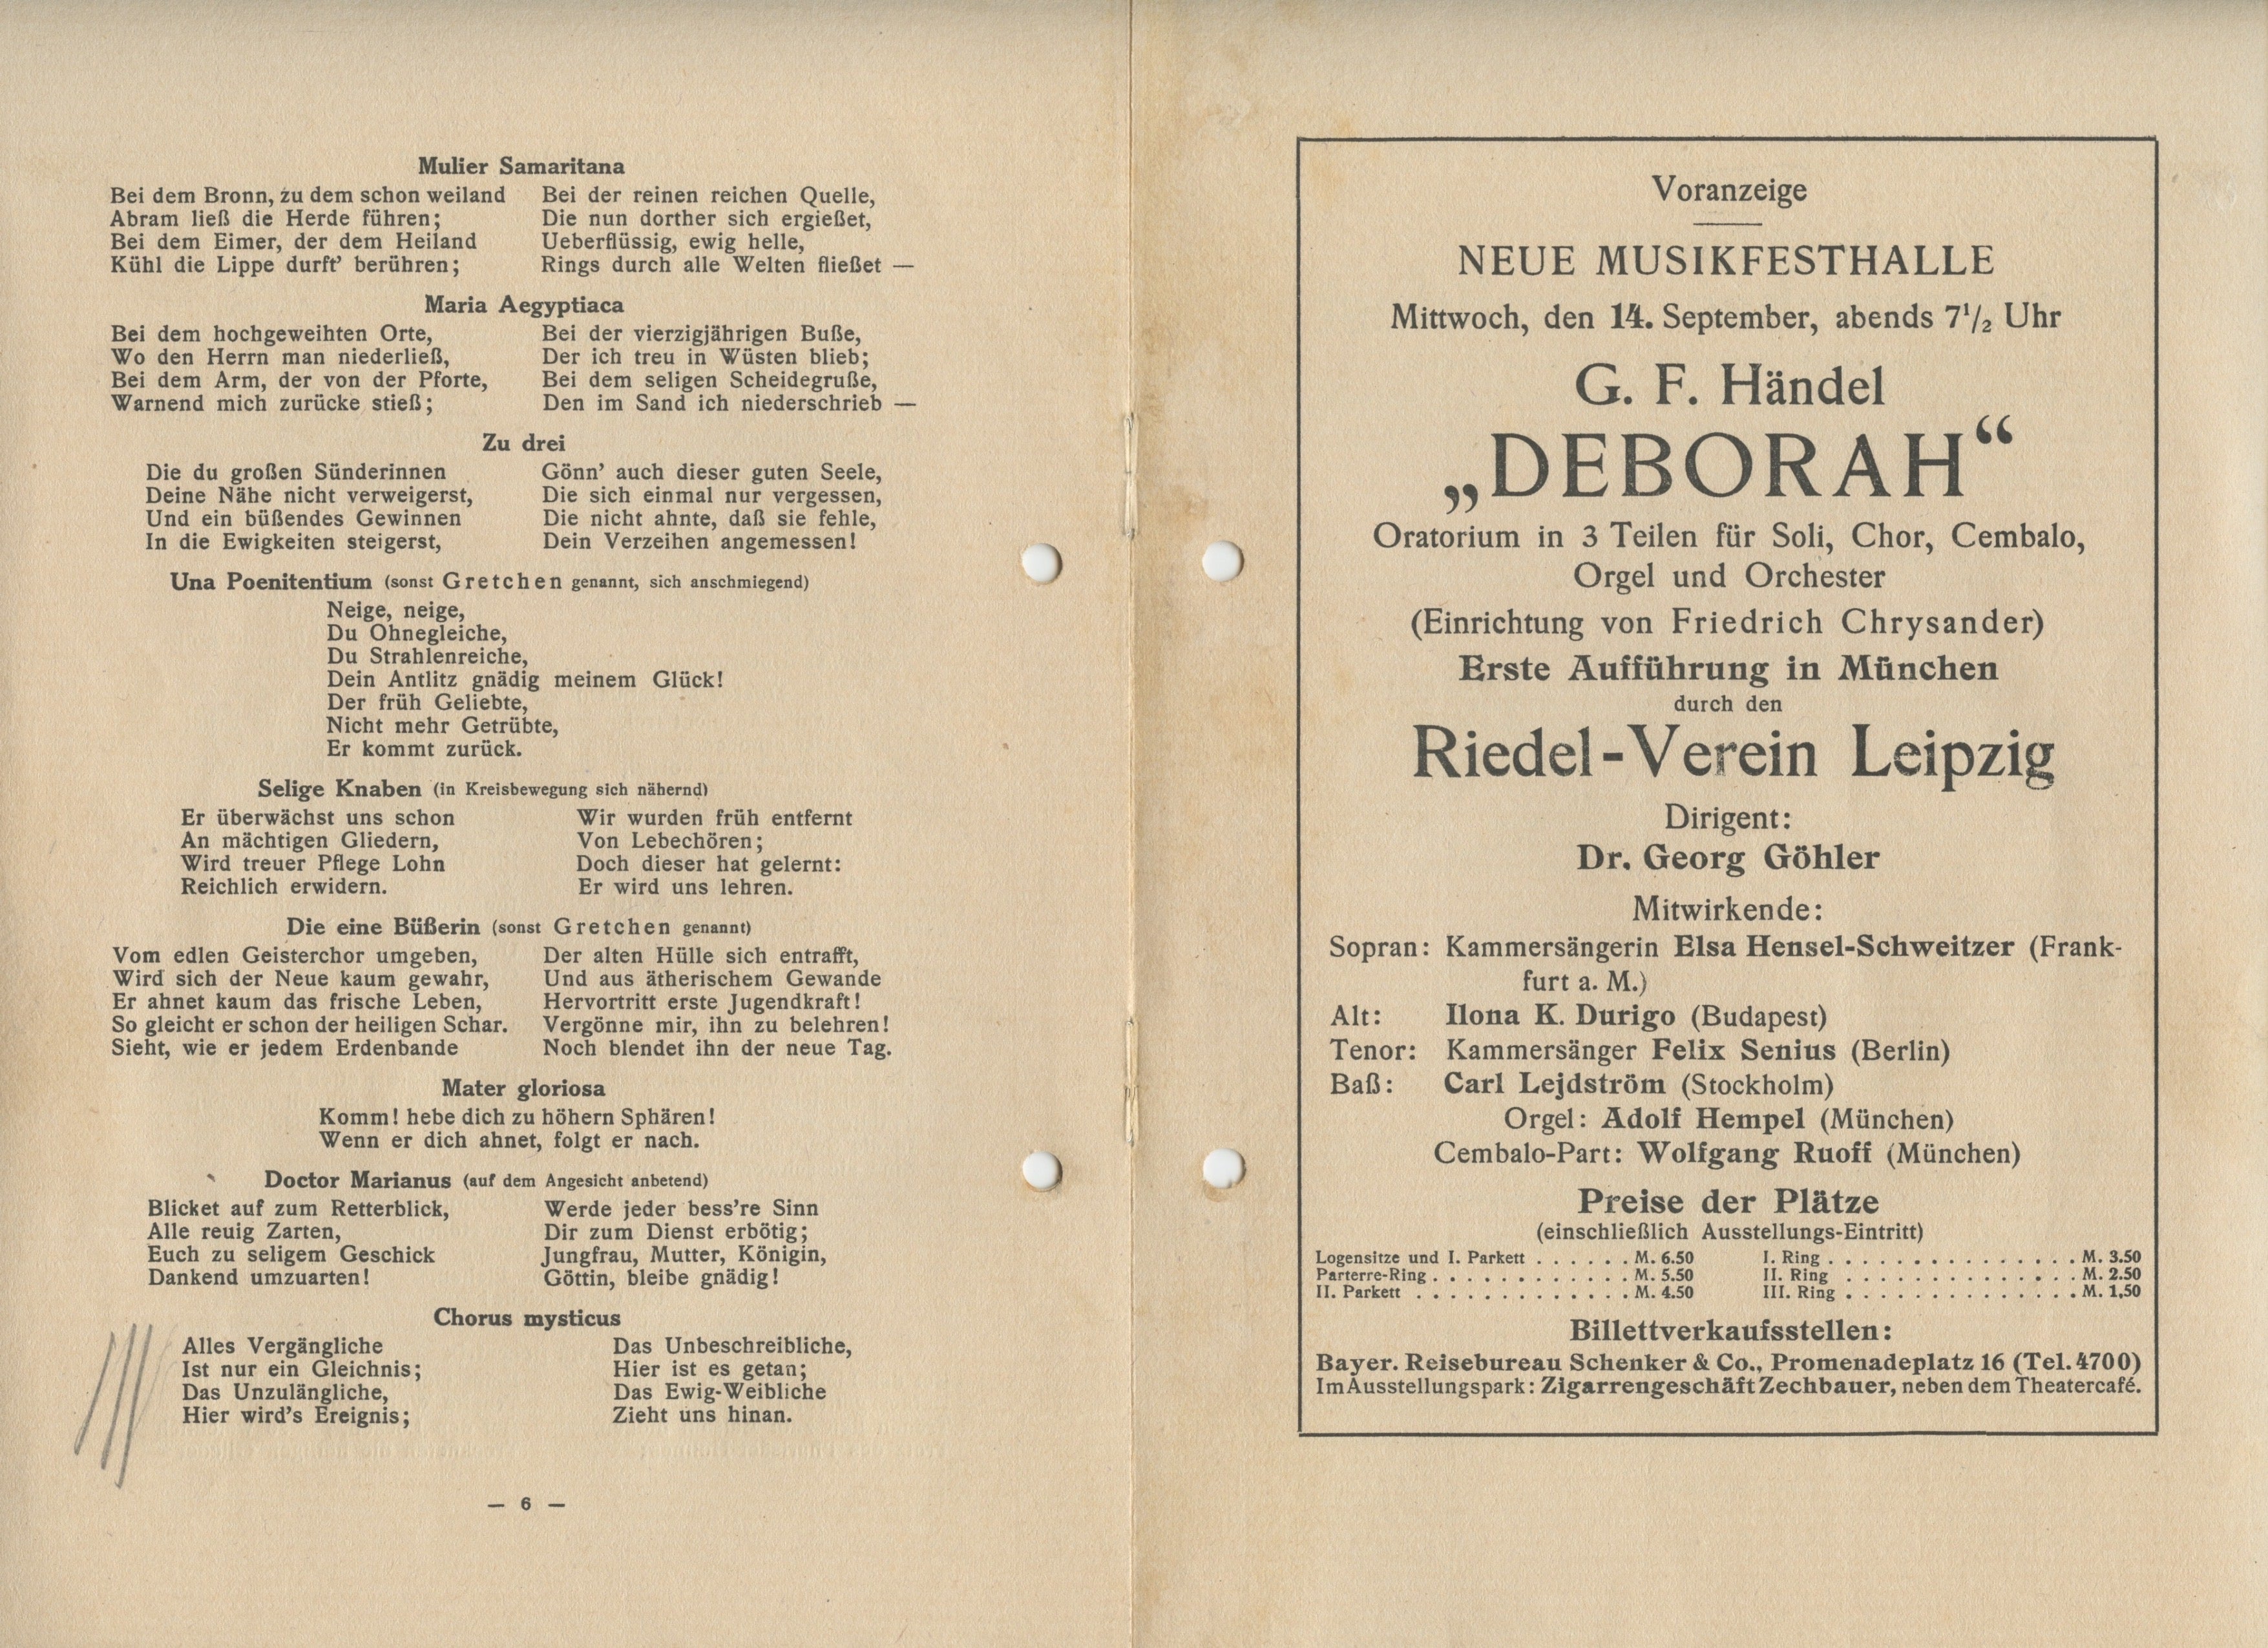 Mulier Samaritana
Bei dem Bronn, zu dem schon weiland
Abram ließ die Herde führen;
Bei dem Eimer, der dem Heiland
Kühl die Lippe durft' berühren;
Bei der reinen reichen Quelle,
Die nun dorther sich ergießet,
Ueberflüssig, ewig helle,
Rings durch alle Welten fließet —
Maria Aegyptiaca
Bei dem hochgeweihten Orte,
Wo den Herrn man niederließ,
Bei dem Arm, der von der Pforte,
Warnend mich zurücke stieß;
Bei der vierzigjährigen Buße,
Der ich treu in Wüsten blieb;
Bei dem seligen Scheidegruße,
Den im Sand ich niederschrieb —
Zu drei
Die du großen Sünderinnen
Deine Nähe nicht verweigerst,
Und ein büßendes Gewinnen
In die Ewigkeiten steigerst,
Gönn' auch dieser guten Seele,
Die sich einmal nur vergessen,
Die nicht ahnte, daß sie fehle,
Dein Verzeihen angemessen!
Una Poenitentium (sonst Gretchen genannt, sich anschmiegend)
Neige, neige,
Du Ohnegleiche,
Du Strahlenreiche,
Dein Antlitz gnädig meinem Glück!
Der früh Geliebte,
Nicht mehr Getrübte,
Er kommt zurück.
Selige Knaben (in Kreisbewegung sich nähernd)
Er überwächst uns schon
An mächtigen Gliedern,
Wird treuer Pflege Lohn
Reichlich erwidern.
Wir wurden früh entfernt
Von Lebechören;
Doch dieser hat gelernt:
Er wird uns lehren.
Die eine Büßerin (sonst Gretchen genannt)
Vom edlen Geisterchor umgeben,
Wird sich der Neue kaum gewahr,
Er ahnet kaum das frische Leben,
So gleicht er schon der heiligen Schar.
Sieht, wie er jedem Erdenbande
Der alten Hülle sich entrafft,
Und aus ätherischem Gewande
Hervortritt erste Jugendkraft!
Vergönne mir, ihn zu belehren!
Noch blendet ihn der neue Tag.
Mater gloriosa
Komm! hebe dich zu höhern Sphären!
Wenn er dich ahnet, folgt er nach.
Doctor Marianus (auf dem Angesicht anbetend)
Blicket auf zum Retterblick,
Alle reuig Zarten,
Euch zu seligem Geschick
Dankend umzuarten!
Werde jeder bess're Sinn
Dir zum Dienst erbötig;
Jungfrau, Mutter, Königin,
Göttin, bleibe gnädig!
Chorus mysticus
Alles Vergängliche
Ist nur ein Gleichnis;
Das Unzulängliche,
Hier wird's Ereignis;
Das Unbeschreibliche,
Hier ist es getan;
Das Ewig-Weibliche
Zieht uns hinan.
— 6 —
Voranzeige
NEUE MUSIKFESTHALLE
Mittwoch, den 14. September, abends 7½ Uhr
G. F. Händel
„DEBORAH“
Oratorium in 3 Teilen für Soli, Chor, Cembalo,
Orgel und Orchester
(Einrichtung von Friedrich Chrysander)
Erste Aufführung in München
durch den
Riedel-Verein Leipzig
Dirigent:
Dr. Georg Göhler
Mitwirkende:
Sopran: Kammersängerin Elsa Hensel-Schweitzer (Frank-
furt a. M.)
Alt: Ilona K. Durigo (Budapest)
Tenor: Kammersänger Felix Senius (Berlin)
Baß: Carl Lejdström (Stockholm)
Orgel: Adolf Hempel (München)
Cembalo-Part: Wolfgang Ruoff (München)
Preise der Plätze
(einschließlich Ausstellungs-Eintritt)
Logensitze und I. Parkett . . . . . . M. 6.50 I. Ring . . . . . . . . . . . . . . . M. 3.50
Parterre-Ring . . . . . . . . . . . . M. 5.50 II. Ring . . . . . . . . . . . . . . M. 2.50
II. Parkett . . . . . . . . . . . . . M. 4.50 III. Ring . . . . . . . . . . . . . . M. 1.50
Billettverkaufsstellen:
Bayer. Reisebureau Schenker & Co., Promenadeplatz 16 (Tel. 4700)
Im Ausstellungspark: Zigarrengeschäft Zechbauer, neben dem Theatercafé.